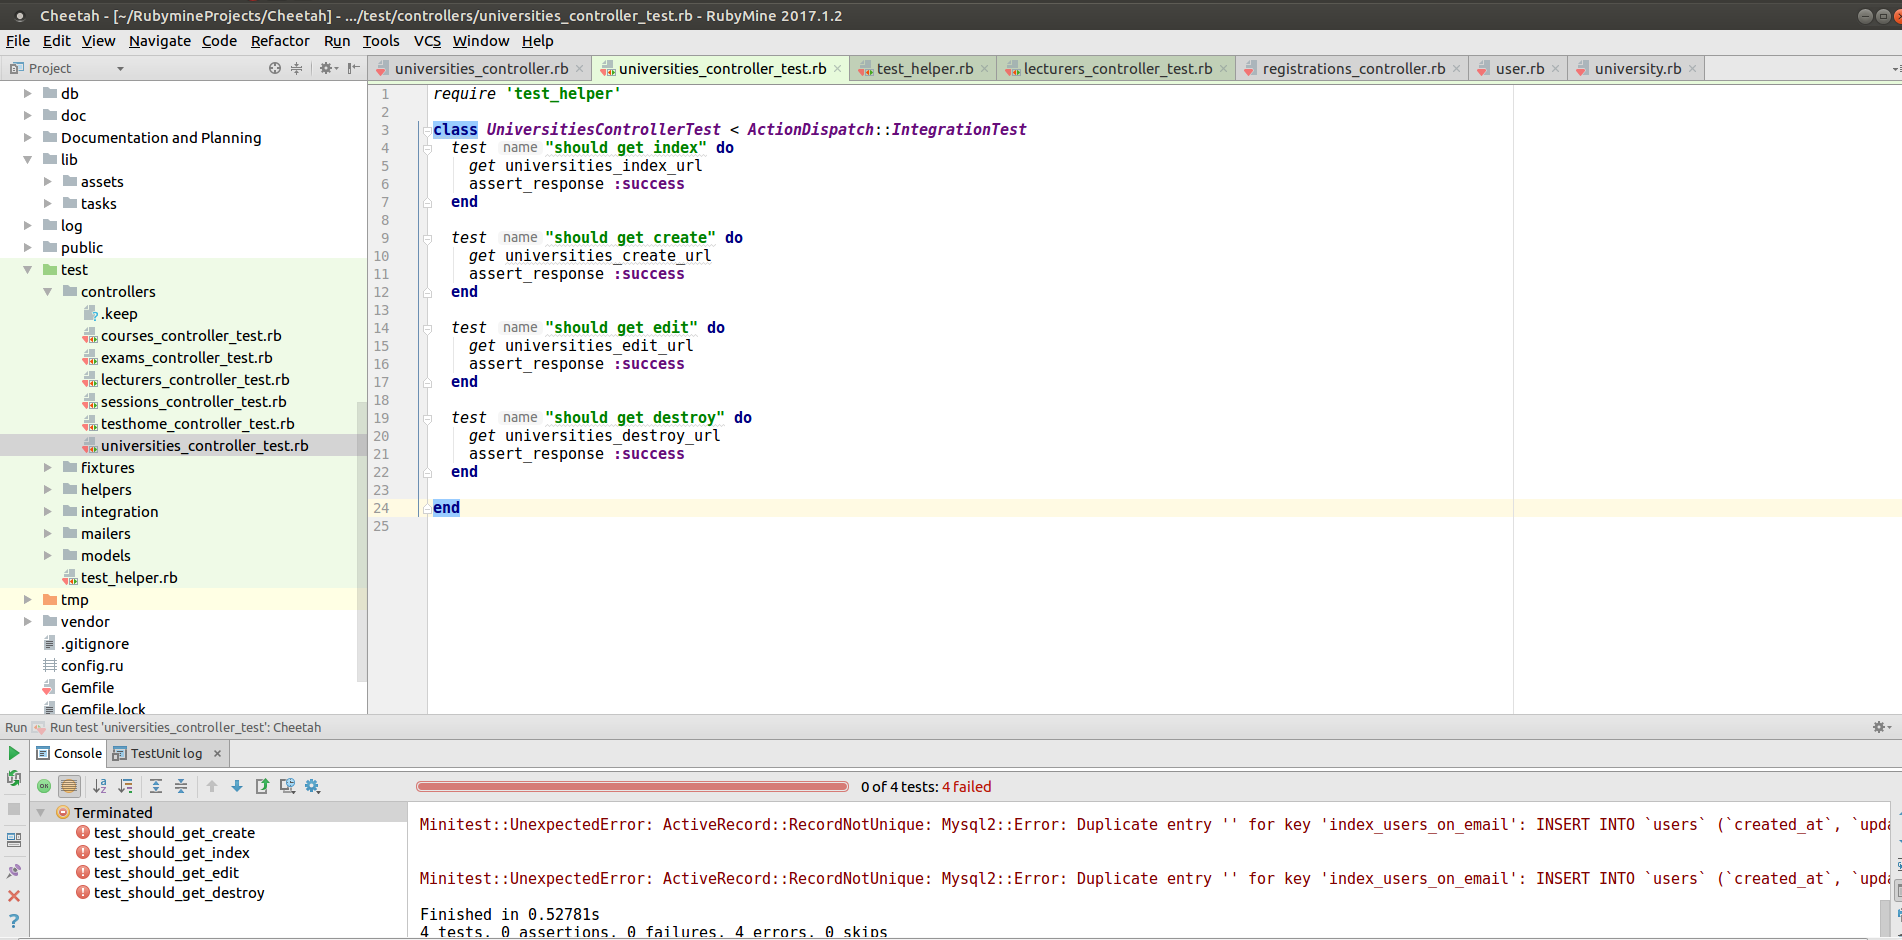 Cheetah - [~/RubymineProjects/Cheetah] - .../test/controllers/universities_controller_test.rb - RubyMine 2017.1.2
File Edit View Navigate Code Refactor Run Tools VCS Window Help
Project
universities_controller.rb universities_controller_test.rb test_helper.rb lecturers_controller_test.rb registrations_controller.rb user.rb university.rb
db
doc
Documentation and Planning
lib
assets
tasks
log
public
test
controllers
.keep
courses_controller_test.rb
exams_controller_test.rb
lecturers_controller_test.rb
sessions_controller_test.rb
testhome_controller_test.rb
universities_controller_test.rb
fixtures
helpers
integration
mailers
models
test_helper.rb
tmp
vendor
.gitignore
config.ru
Gemfile
Gemfile.lock
1 require 'test_helper'
2
3 class UniversitiesControllerTest < ActionDispatch::IntegrationTest
4 test name "should get index" do
5 get universities_index_url
6 assert_response :success
7 end
8
9 test name "should get create" do
10 get universities_create_url
11 assert_response :success
12 end
13
14 test name "should get edit" do
15 get universities_edit_url
16 assert_response :success
17 end
18
19 test name "should get destroy" do
20 get universities_destroy_url
21 assert_response :success
22 end
23
24 end
25
Run Run test 'universities_controller_test': Cheetah
Console TestUnit log
0 of 4 tests: 4 failed
Terminated
test_should_get_create
test_should_get_index
test_should_get_edit
test_should_get_destroy
Minitest::UnexpectedError: ActiveRecord::RecordNotUnique: Mysql2::Error: Duplicate entry '' for key 'index_users_on_email': INSERT INTO `users` (`created_at`, `upda
Minitest::UnexpectedError: ActiveRecord::RecordNotUnique: Mysql2::Error: Duplicate entry '' for key 'index_users_on_email': INSERT INTO `users` (`created_at`, `upda
Finished in 0.52781s
4 tests, 0 assertions, 0 failures, 4 errors, 0 skips